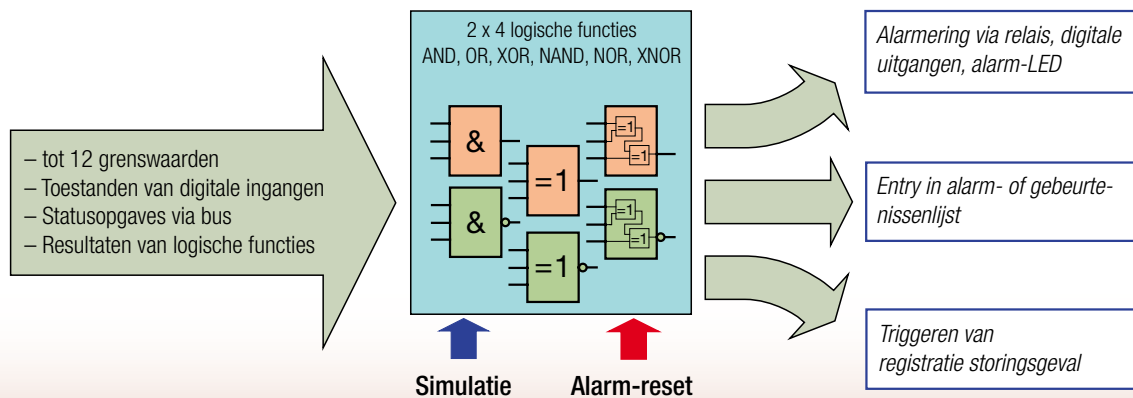 – tot 12 grenswaarden
– Toestanden van digitale ingangen
– Statusopgaves via bus
– Resultaten van logische functies
2 x 4 logische functies
AND, OR, XOR, NAND, NOR, XNOR
&
=1
=1
=1
&
=1
=1
=1
Simulatie
Alarm-reset
Alarmering via relais, digitale
uitgangen, alarm-LED
Entry in alarm- of gebeurte-
nissenlijst
Triggeren van
registratie storingsgeval